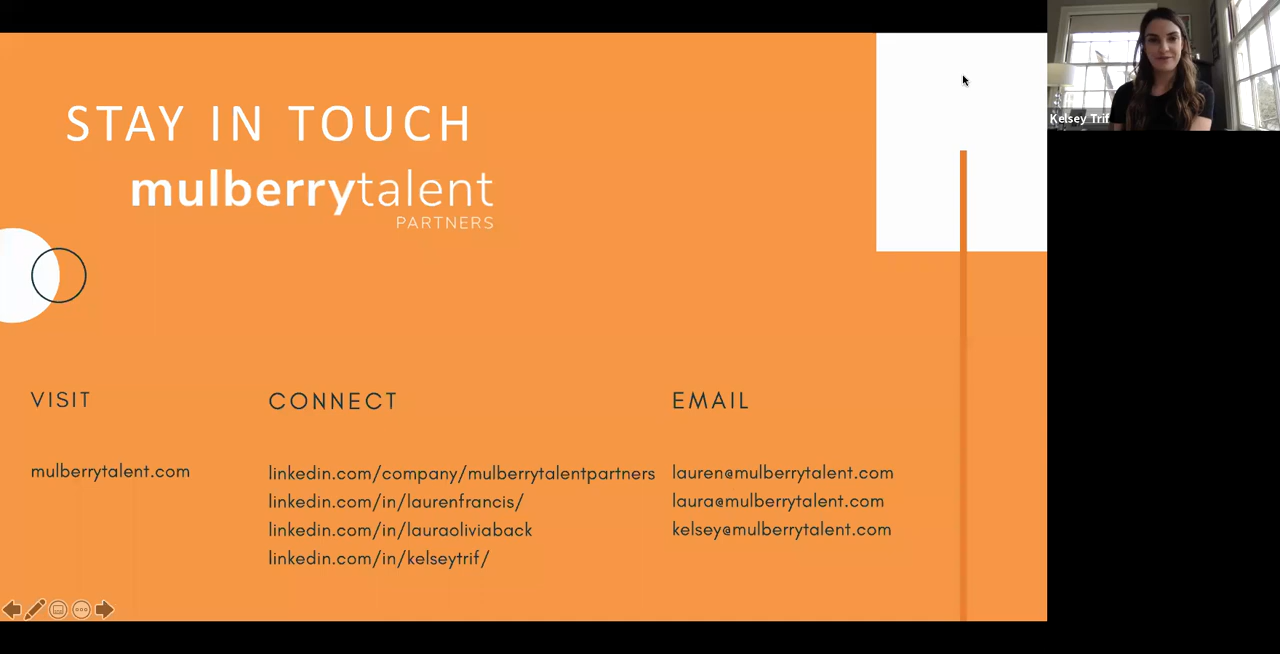 STAY IN TOUCH
mulberrytalent
PARTNERS
Kelsey Trif
VISIT
mulberrytalent.com
CONNECT
linkedin.com/company/mulberrytalentpartners
linkedin.com/in/laurenfrancis/
linkedin.com/in/lauraoliviaback
linkedin.com/in/kelseytrif/
EMAIL
lauren@mulberrytalent.com
laura@mulberrytalent.com
kelsey@mulberrytalent.com